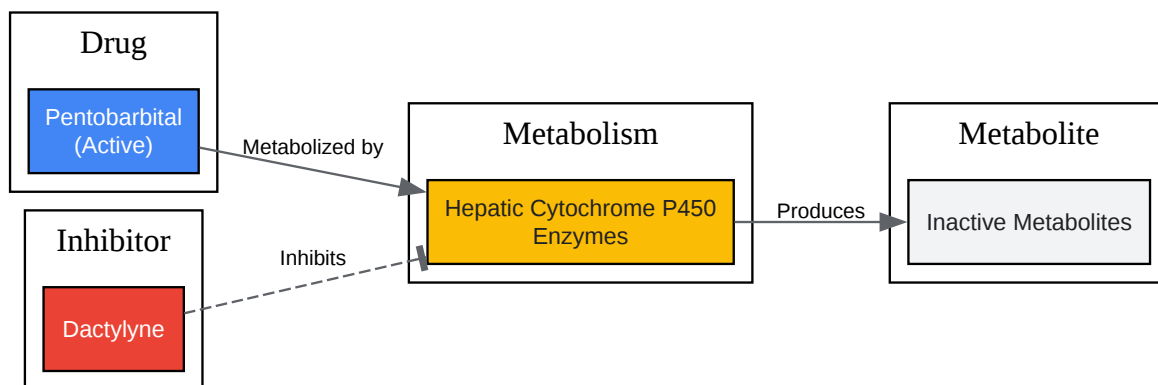 Drug
Pentobarbital
(Active)
Metabolized by
Inhibitor
Dactylyne
Inhibits
Metabolism
Hepatic Cytochrome P450
Enzymes
Produces
Metabolite
Inactive Metabolites